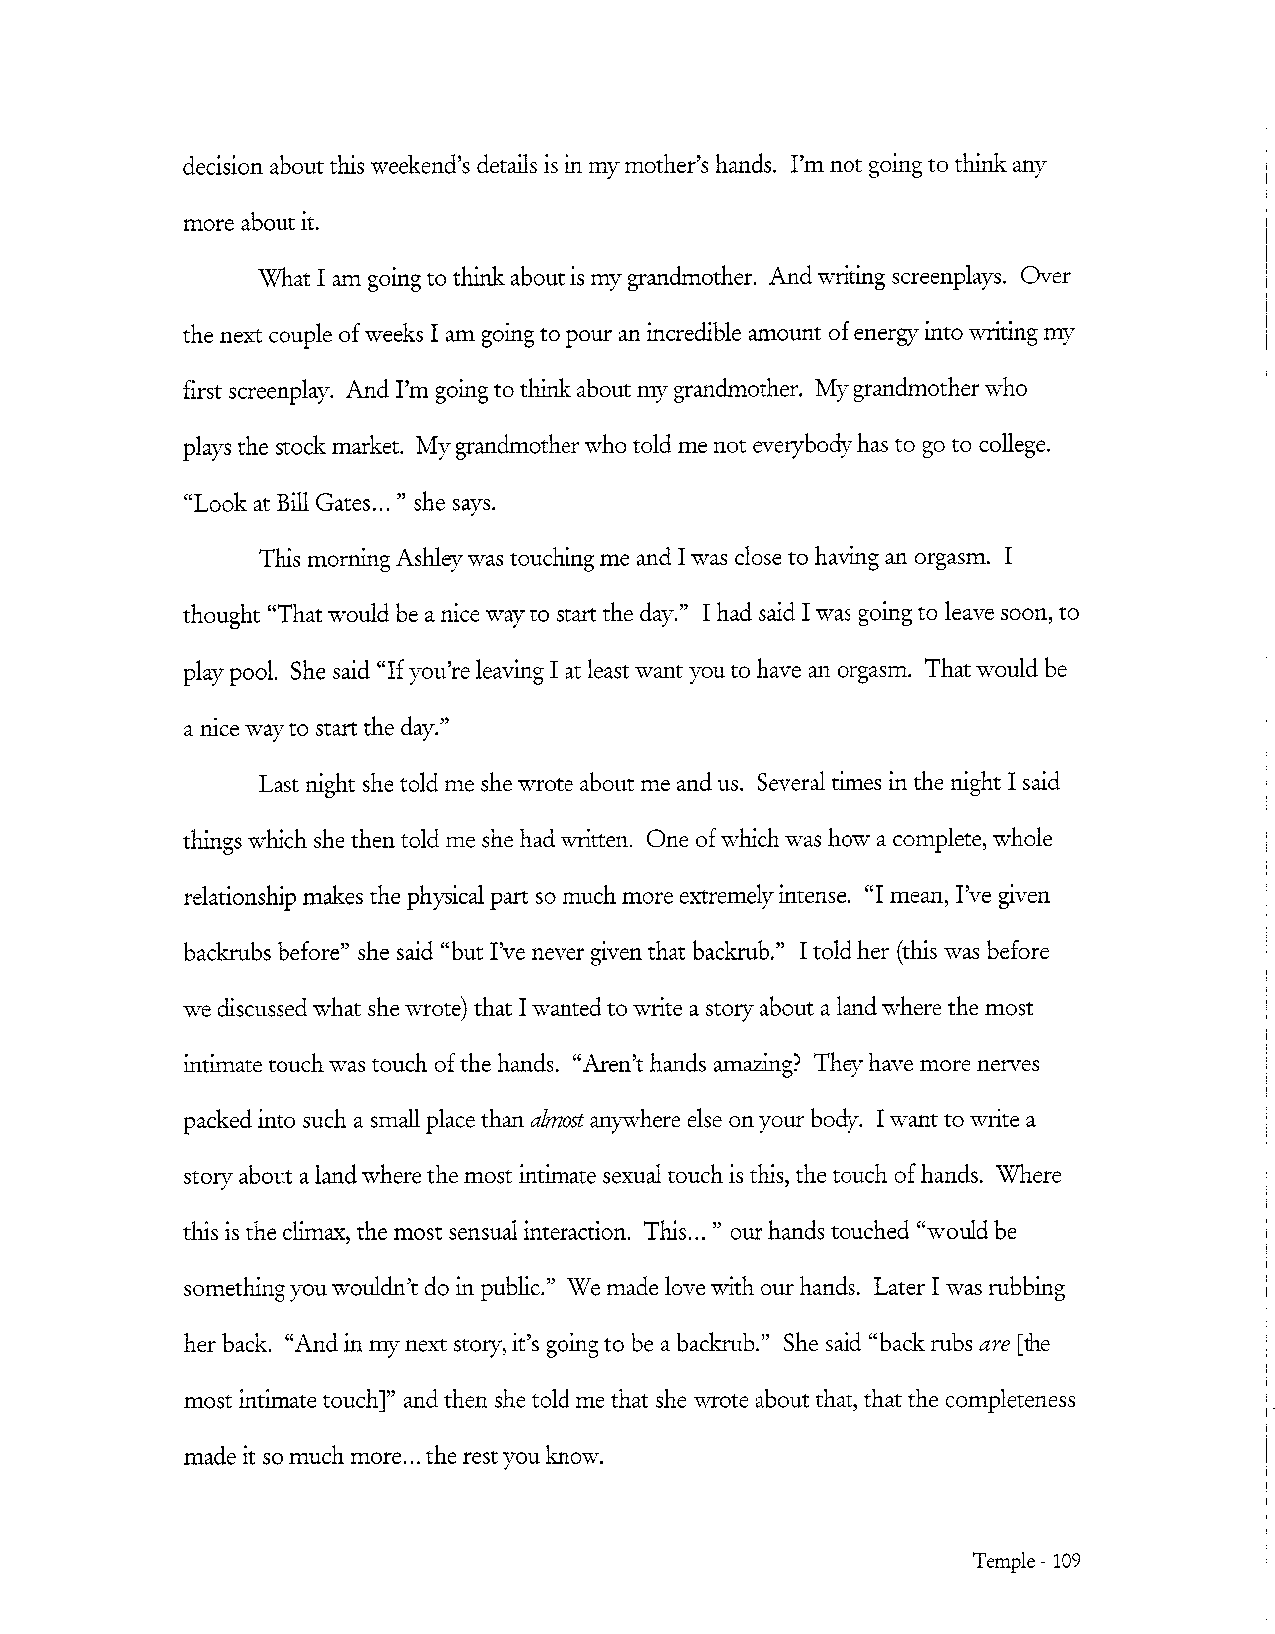 decision about this weekend's details is in my mother's hands. I'm not going to think any
more about it.
What I am going to think about is my grandmother. And writing screenplays. Over
the next couple of weeks I am going to pour an incredible amount of energy into writing my
first screenplay. And I'm going to think about my grandmother. My grandmother who
plays the stock market. My grandmother who told me not everybody has to go to college.
“Look at Bill Gates... ” she says.
This morning Ashley was touching me and I was close to having an orgasm. I
thought “That would be a nice way to start the day.” I had said I was going to leave soon, to
play pool. She said “If you're leaving I at least want you to have an orgasm. That would be
a nice way to start the day.”
Last night she told me she wrote about me and us. Several times in the night I said
things which she then told me she had written. One of which was how a complete, whole
relationship makes the physical part so much more extremely intense. “I mean, I've given
backrubs before” she said “but I've never given that backrub.” I told her (this was before
we discussed what she wrote) that I wanted to write a story about a land where the most
intimate touch was touch of the hands. “Aren't hands amazing? They have more nerves
packed into such a small place than almost anywhere else on your body. I want to write a
story about a land where the most intimate sexual touch is this, the touch of hands. Where
this is the climax, the most sensual interaction. This... ” our hands touched “would be
something you wouldn't do in public.” We made love with our hands. Later I was rubbing
her back. “And in my next story, it's going to be a backrub.” She said “back rubs are [the
most intimate touch]” and then she told me that she wrote about that, that the completeness
made it so much more... the rest you know.
Temple - 109